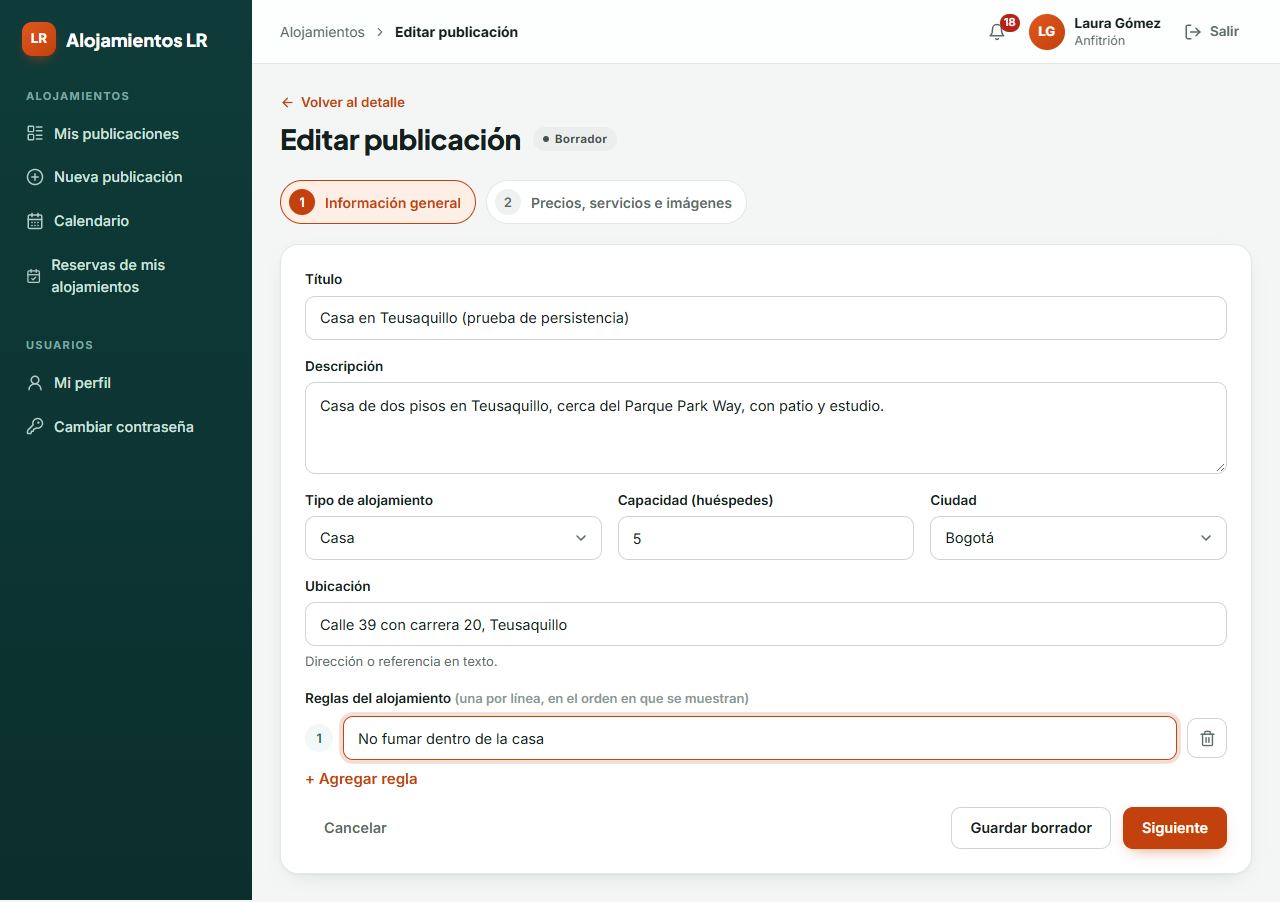 LR Alojamientos LR
ALOJAMIENTOS
Mis publicaciones
Nueva publicación
Calendario
Reservas de mis
alojamientos
USUARIOS
Mi perfil
Cambiar contraseña
Alojamientos > Editar publicación
18
LG
Laura Gómez
Anfitrión
Salir
← Volver al detalle
Editar publicación
Borrador
1 Información general
2 Precios, servicios e imágenes
Título
Casa en Teusaquillo (prueba de persistencia)
Descripción
Casa de dos pisos en Teusaquillo, cerca del Parque Park Way, con patio y estudio.
Tipo de alojamiento
Casa
Capacidad (huéspedes)
5
Ciudad
Bogotá
Ubicación
Calle 39 con carrera 20, Teusaquillo
Dirección o referencia en texto.
Reglas del alojamiento (una por línea, en el orden en que se muestran)
1 No fumar dentro de la casa
+ Agregar regla
Cancelar
Guardar borrador
Siguiente